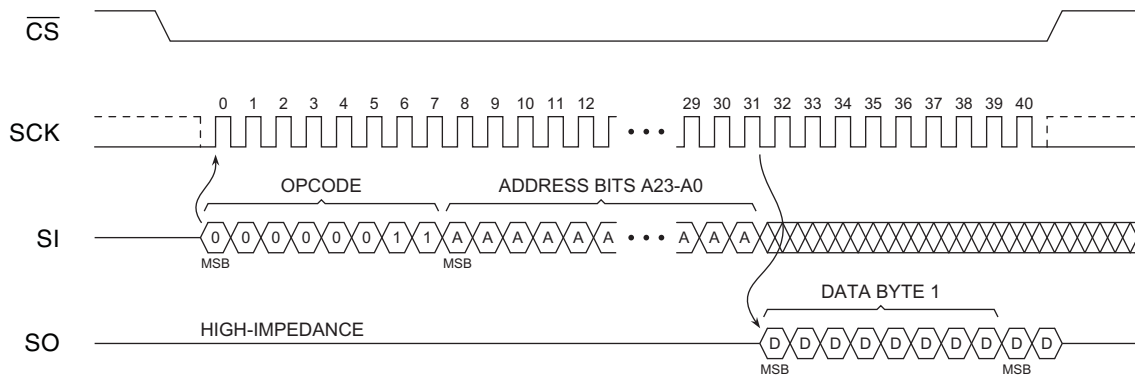 CS
0 1 2 3 4 5 6 7 8 9 10 11 12 29 30 31 32 33 34 35 36 37 38 39 40
SCK
OPCODE ADDRESS BITS A23-A0
SI 0 0 0 0 0 0 1 1 A A A A A A A A A
MSB MSB
DATA BYTE 1
HIGH-IMPEDANCE
SO D D D D D D D D D D
MSB MSB